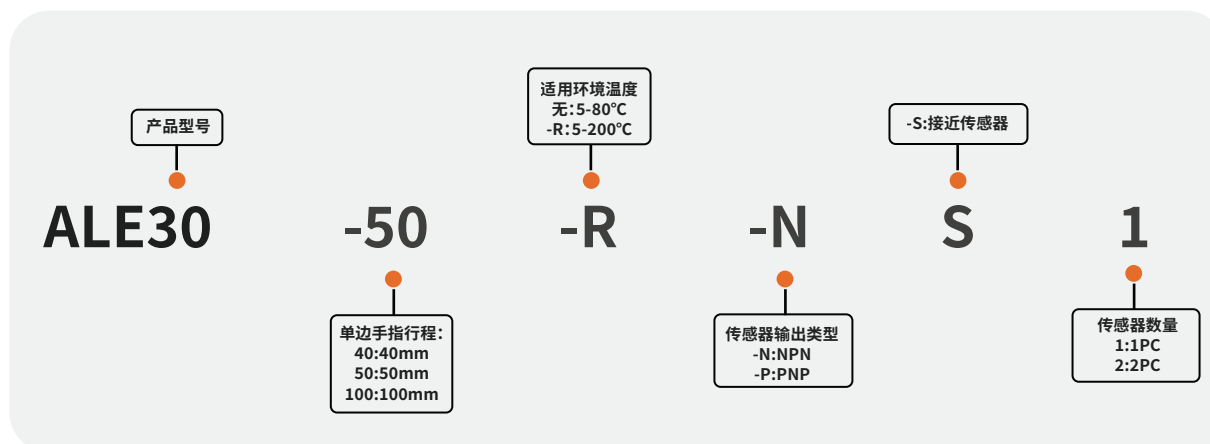 适用环境温度
无:5-80℃
-R:5-200℃
产品型号
-S:接近传感器
ALE30 -50 -R -N S 1
单边手指行程:
40:40mm
50:50mm
100:100mm
传感器输出类型
-N:NPN
-P:PNP
传感器数量
1:1PC
2:2PC